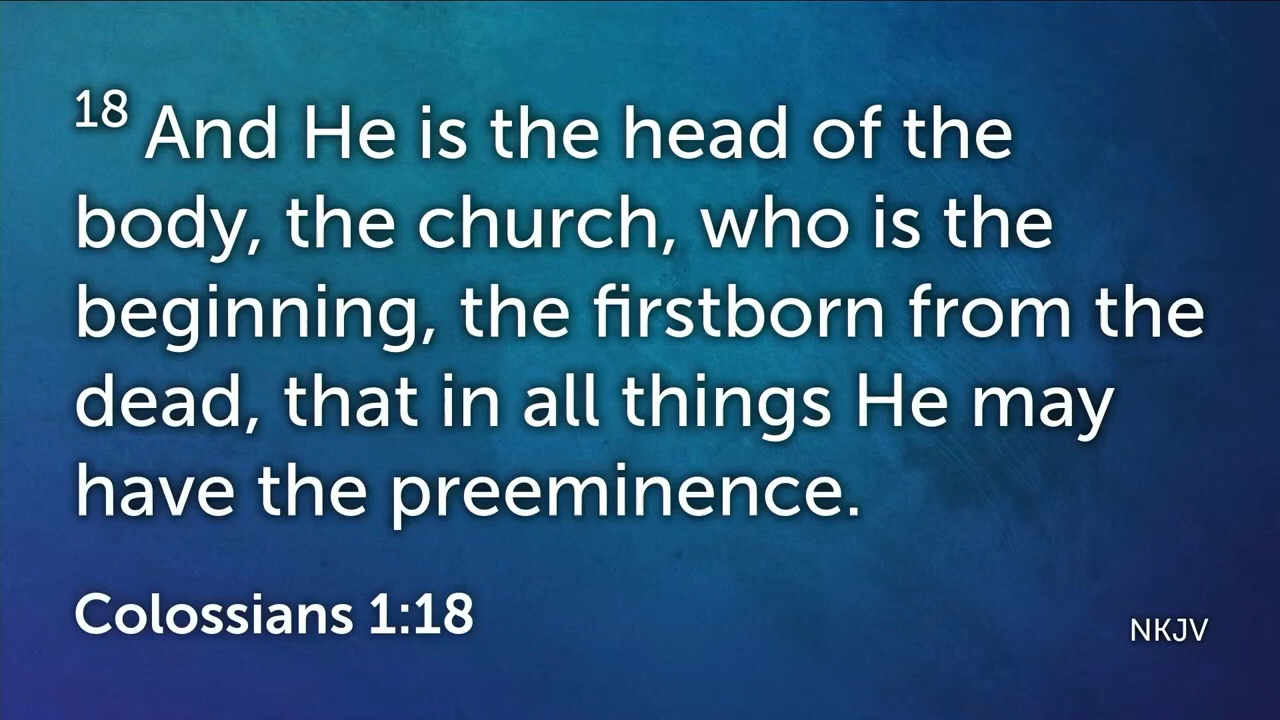 18 And He is the head of the
body, the church, who is the
beginning, the firstborn from the
dead, that in all things He may
have the preeminence.
Colossians 1:18
NKJV